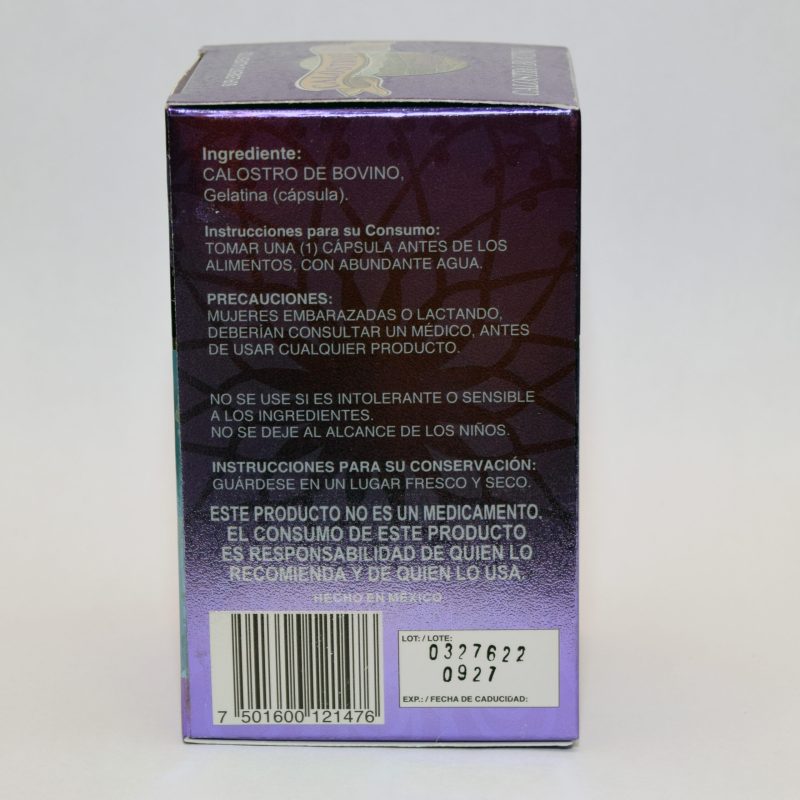 CALOSTRO DE BOVINO
Ingrediente:
CALOSTRO DE BOVINO,
Gelatina (cápsula).
Instrucciones para su Consumo:
TOMAR UNA (1) CÁPSULA ANTES DE LOS
ALIMENTOS, CON ABUNDANTE AGUA.
PRECAUCIONES:
MUJERES EMBARAZADAS O LACTANDO,
DEBERÍAN CONSULTAR UN MÉDICO, ANTES
DE USAR CUALQUIER PRODUCTO.
NO SE USE SI ES INTOLERANTE O SENSIBLE
A LOS INGREDIENTES.
NO SE DEJE AL ALCANCE DE LOS NIÑOS.
INSTRUCCIONES PARA SU CONSERVACIÓN:
GUÁRDESE EN UN LUGAR FRESCO Y SECO.
ESTE PRODUCTO NO ES UN MEDICAMENTO.
EL CONSUMO DE ESTE PRODUCTO
ES RESPONSABILIDAD DE QUIEN LO
RECOMIENDA Y DE QUIEN LO USA.
HECHO EN MÉXICO
7 501600 121476
LOT: / LOTE:
0327622
0927
EXP.: / FECHA DE CADUCIDAD: